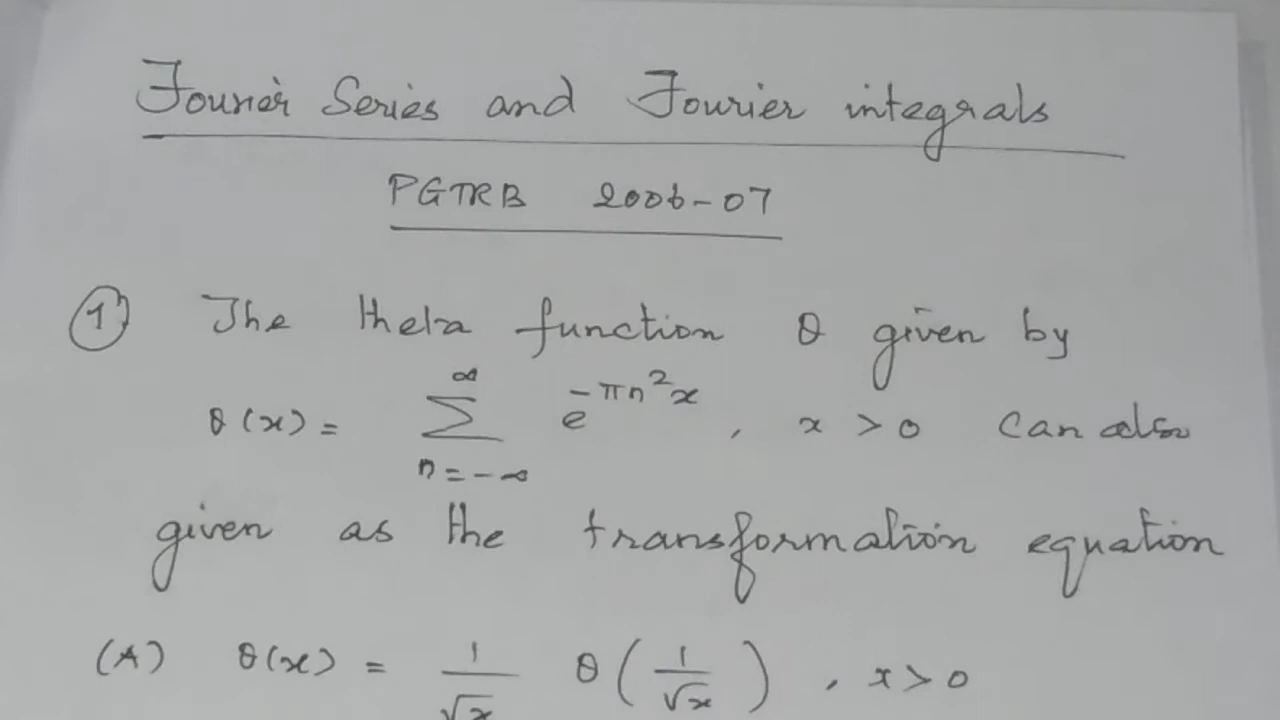 Fourier Series and Fourier integrals
PGTRB 2006-07
① The theta function θ given by
θ(x) = ∑_{n=-∞}^{∞} e^{-πn²x}, x > 0 can also
given as the transformation equation
(A) θ(x) = 1/√x θ(1/√x), x > 0